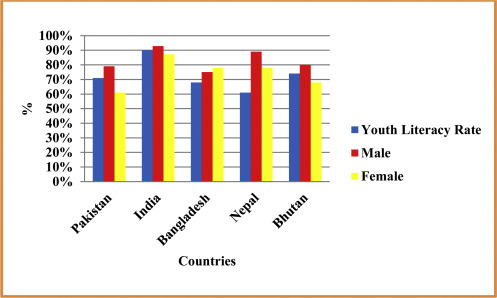 100%
90%
80%
70%
60%
50%
40%
30%
20%
10%
0%
%
Pakistan
India
Bangladesh
Nepal
Bhutan
Countries
Youth Literacy Rate
Male
Female